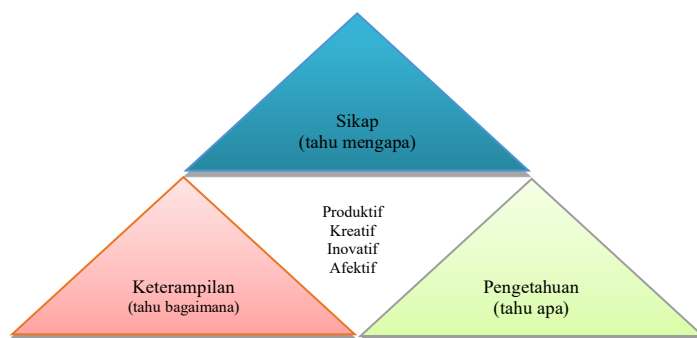 Sikap
(tahu mengapa)
Produktif
Kreatif
Inovatif
Afektif
Keterampilan
(tahu bagaimana)
Pengetahuan
(tahu apa)